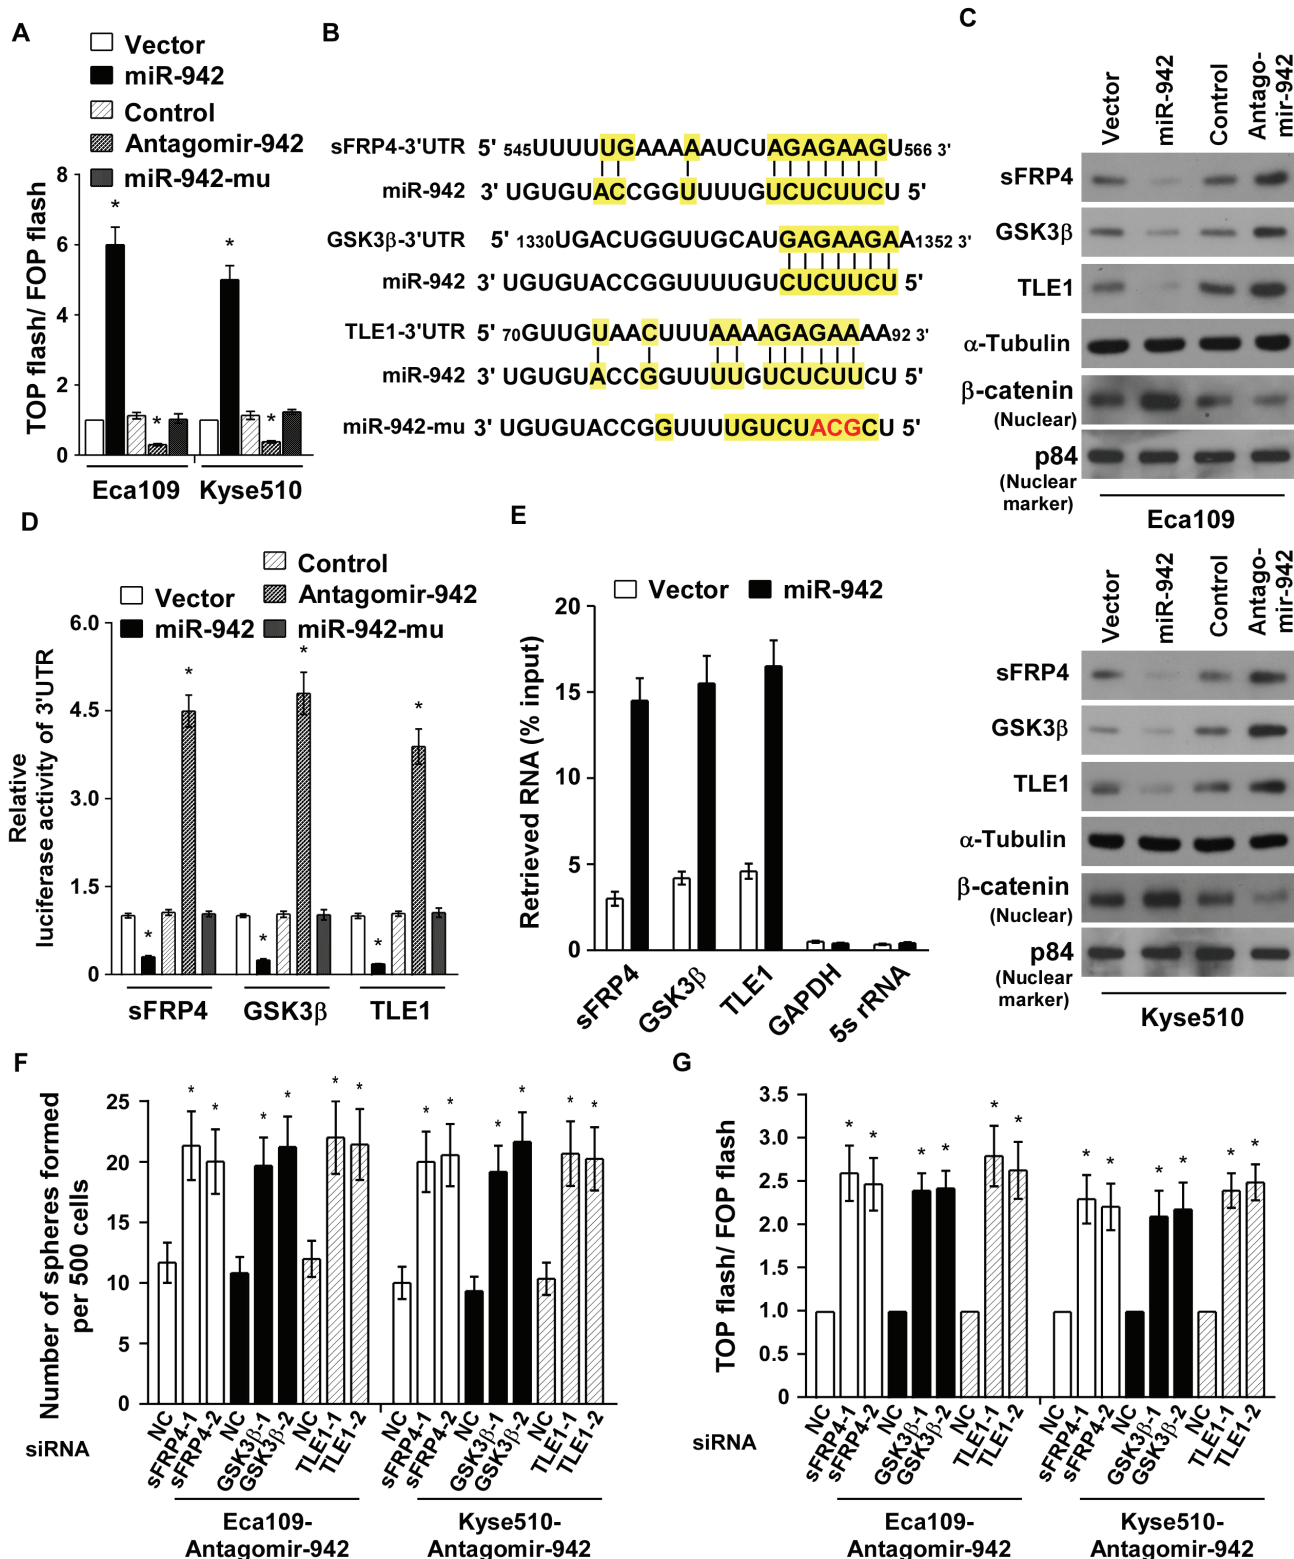 A
Vector
miR-942
Control
Antagomir-942
miR-942-mu
TOP flash/ FOP flash
8
6
4
2
0
*
*
*
*
Eca109
Kyse510
B
sFRP4-3'UTR 5' 545UUUUUGAAAAAUCUAGAGAAGU566 3'
miR-942 3' UGUGUACCGGUUUUGUCUCUUCU 5'
GSK3β-3'UTR 5' 1330UGACUGGUUGCAUGAGAAGAA1352 3'
miR-942 3' UGUGUACCGGUUUUGUCUCUUCU 5'
TLE1-3'UTR 5' 70GUUGUAACUUUAAAAGAGAAAA92 3'
miR-942 3' UGUGUACCGGUUUUGUCUCUUCU 5'
miR-942-mu 3' UGUGUACCGGUUUUGUCUACGCU 5'
C
Vector
miR-942
Control
Antago-
mir-942
sFRP4
GSK3β
TLE1
α-Tubulin
β-catenin
(Nuclear)
p84
(Nuclear
marker)
Eca109
Vector
miR-942
Control
Antago-
mir-942
sFRP4
GSK3β
TLE1
α-Tubulin
β-catenin
(Nuclear)
p84
(Nuclear
marker)
Kyse510
D
Control
Vector
Antagomir-942
miR-942
miR-942-mu
Relative
luciferase activity of 3'UTR
6.0
4.5
3.0
1.5
0
*
*
*
*
*
*
sFRP4
GSK3β
TLE1
E
Vector
miR-942
Retrieved RNA (% input)
20
15
10
5
0
sFRP4
GSK3β
TLE1
GAPDH
5s rRNA
F
Number of spheres formed
per 500 cells
25
20
15
10
5
0
* * * * * * * * * * * *
siRNA
NC
sFRP4-1
sFRP4-2
NC
GSK3β-1
GSK3β-2
NC
TLE1-1
TLE1-2
NC
sFRP4-1
sFRP4-2
NC
GSK3β-1
GSK3β-2
NC
TLE1-1
TLE1-2
Eca109-
Antagomir-942
Kyse510-
Antagomir-942
G
TOP flash/ FOP flash
3.5
3.0
2.5
2.0
1.5
1.0
0.5
0
* * * * * * * * * * * *
siRNA
NC
sFRP4-1
sFRP4-2
NC
GSK3β-1
GSK3β-2
NC
TLE1-1
TLE1-2
NC
sFRP4-1
sFRP4-2
NC
GSK3β-1
GSK3β-2
NC
TLE1-1
TLE1-2
Eca109-
Antagomir-942
Kyse510-
Antagomir-942